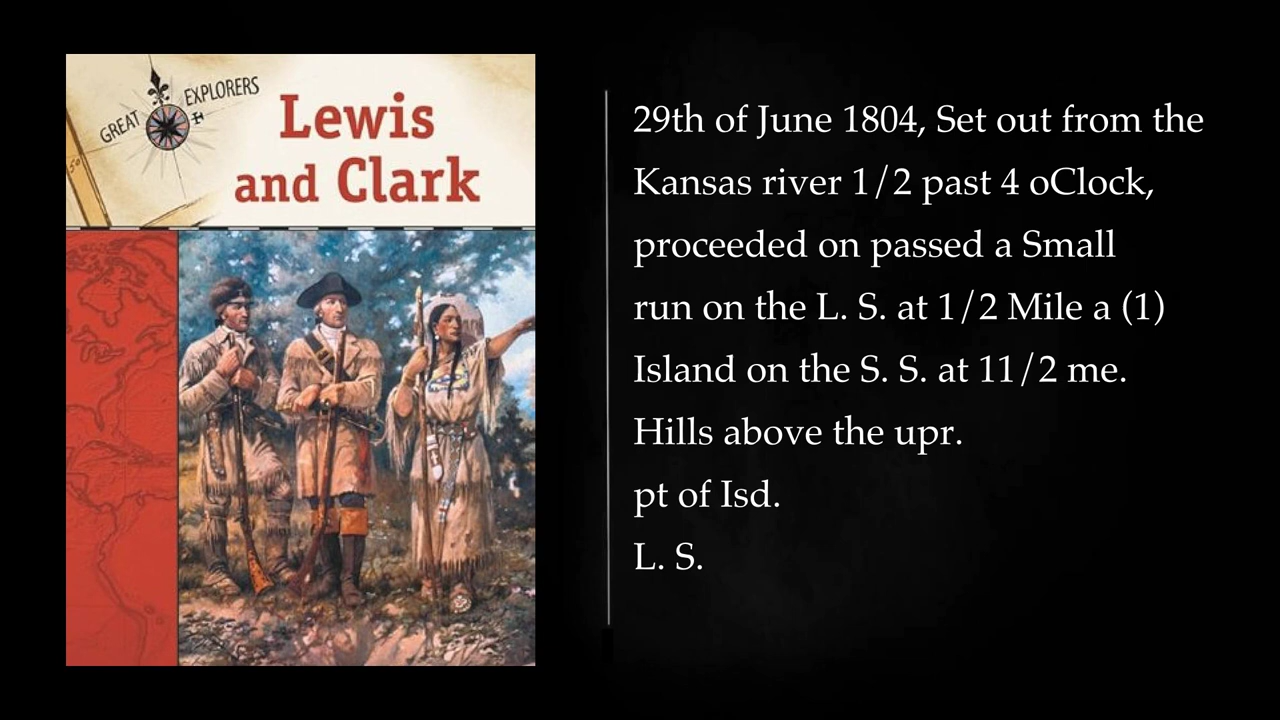 GREAT EXPLORERS
Lewis
and Clark
50
29th of June 1804, Set out from the
Kansas river 1/2 past 4 oClock,
proceeded on passed a Small
run on the L. S. at 1/2 Mile a (1)
Island on the S. S. at 11/2 me.
Hills above the upr.
pt of Isd.
L. S.